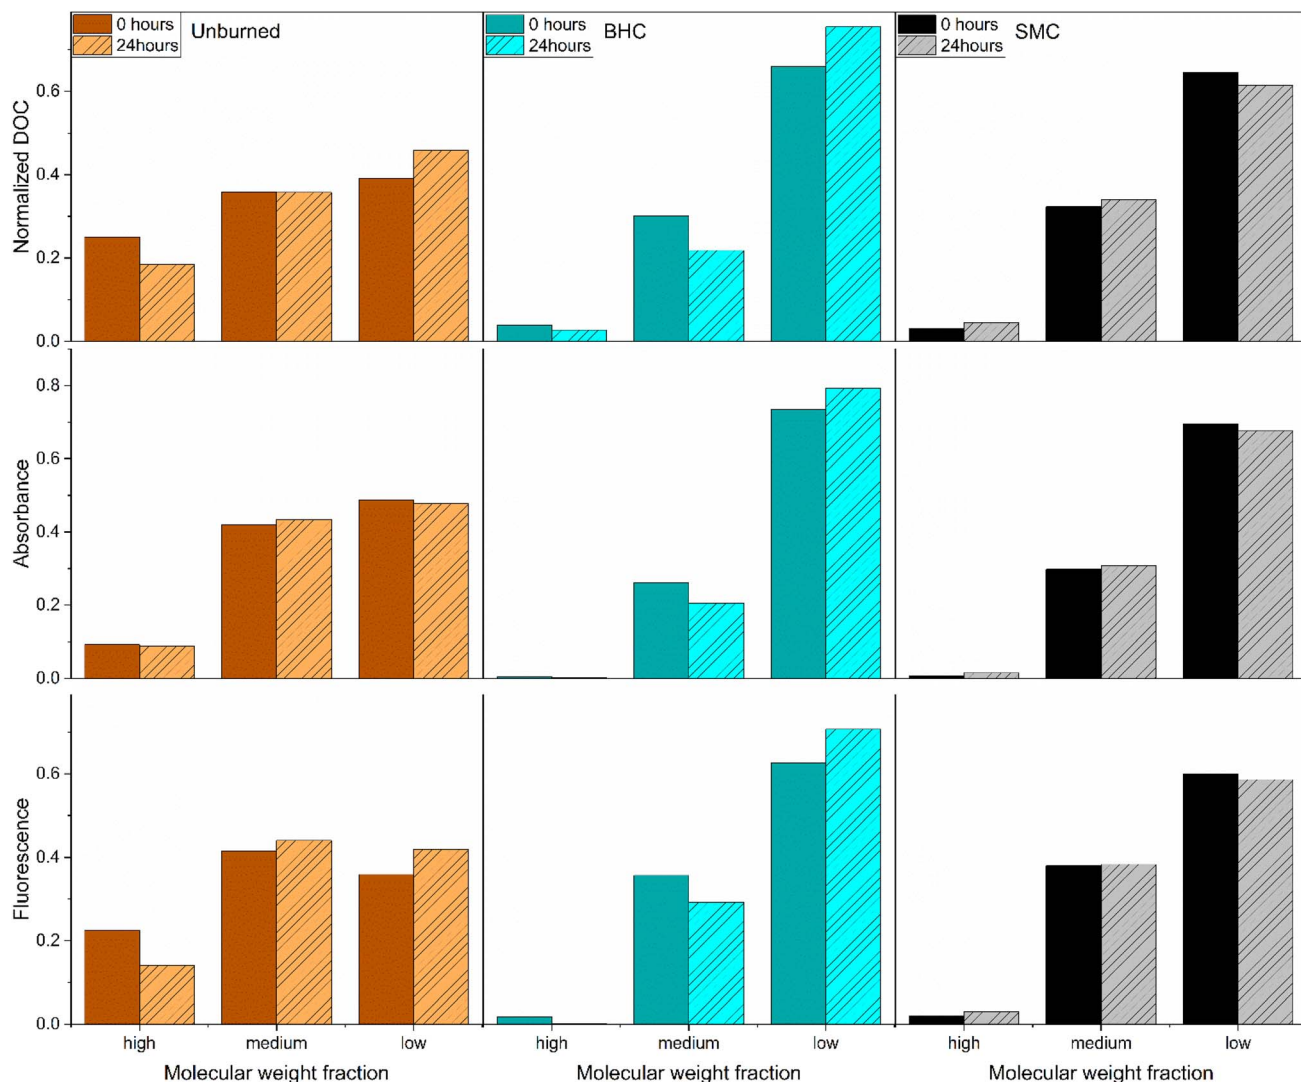 0 hours
24hours
Unburned
0 hours
24hours
BHC
0 hours
24hours
SMC
Normalized DOC
0.6
0.4
0.2
0.0
Absorbance
0.8
0.6
0.4
0.2
0.0
Fluorescence
0.6
0.4
0.2
0.0
high medium low high medium low high medium low
Molecular weight fraction Molecular weight fraction Molecular weight fraction